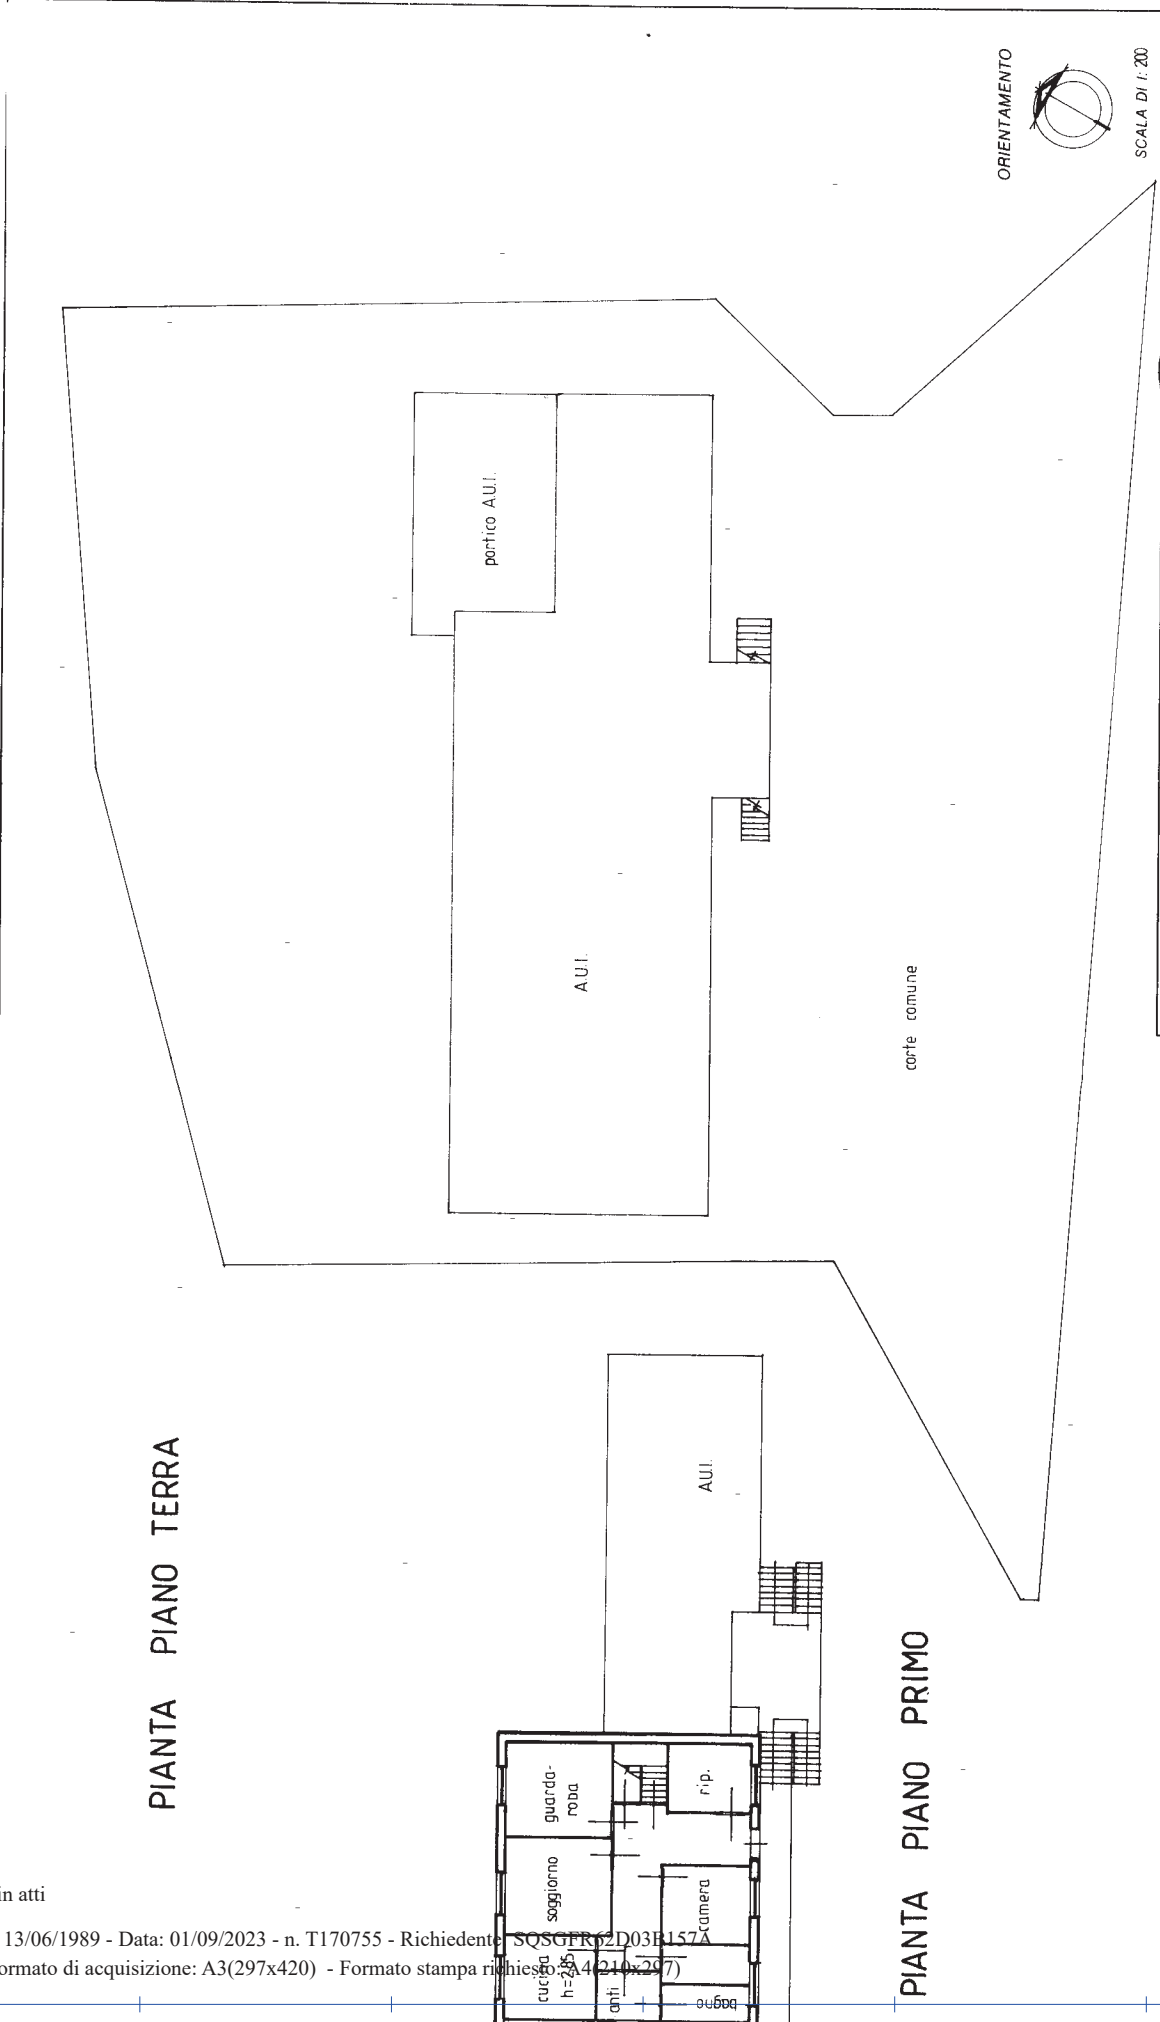 ORIENTAMENTO
SCALA DI 1: 200
portico A.U.I.
A.U.I.
corte comune
PIANTA PIANO TERRA
A.U.I.
PIANTA PIANO PRIMO
guarda-
roba
rip.
soggiorno
camera
cucina
h=2,85
anti
bagno
in atti
13/06/1989 - Data: 01/09/2023 - n. T170755 - Richiedente: SQSGFR62D03B157A
ormato di acquisizione: A3(297x420) - Formato stampa richiesto: A4(210x297)